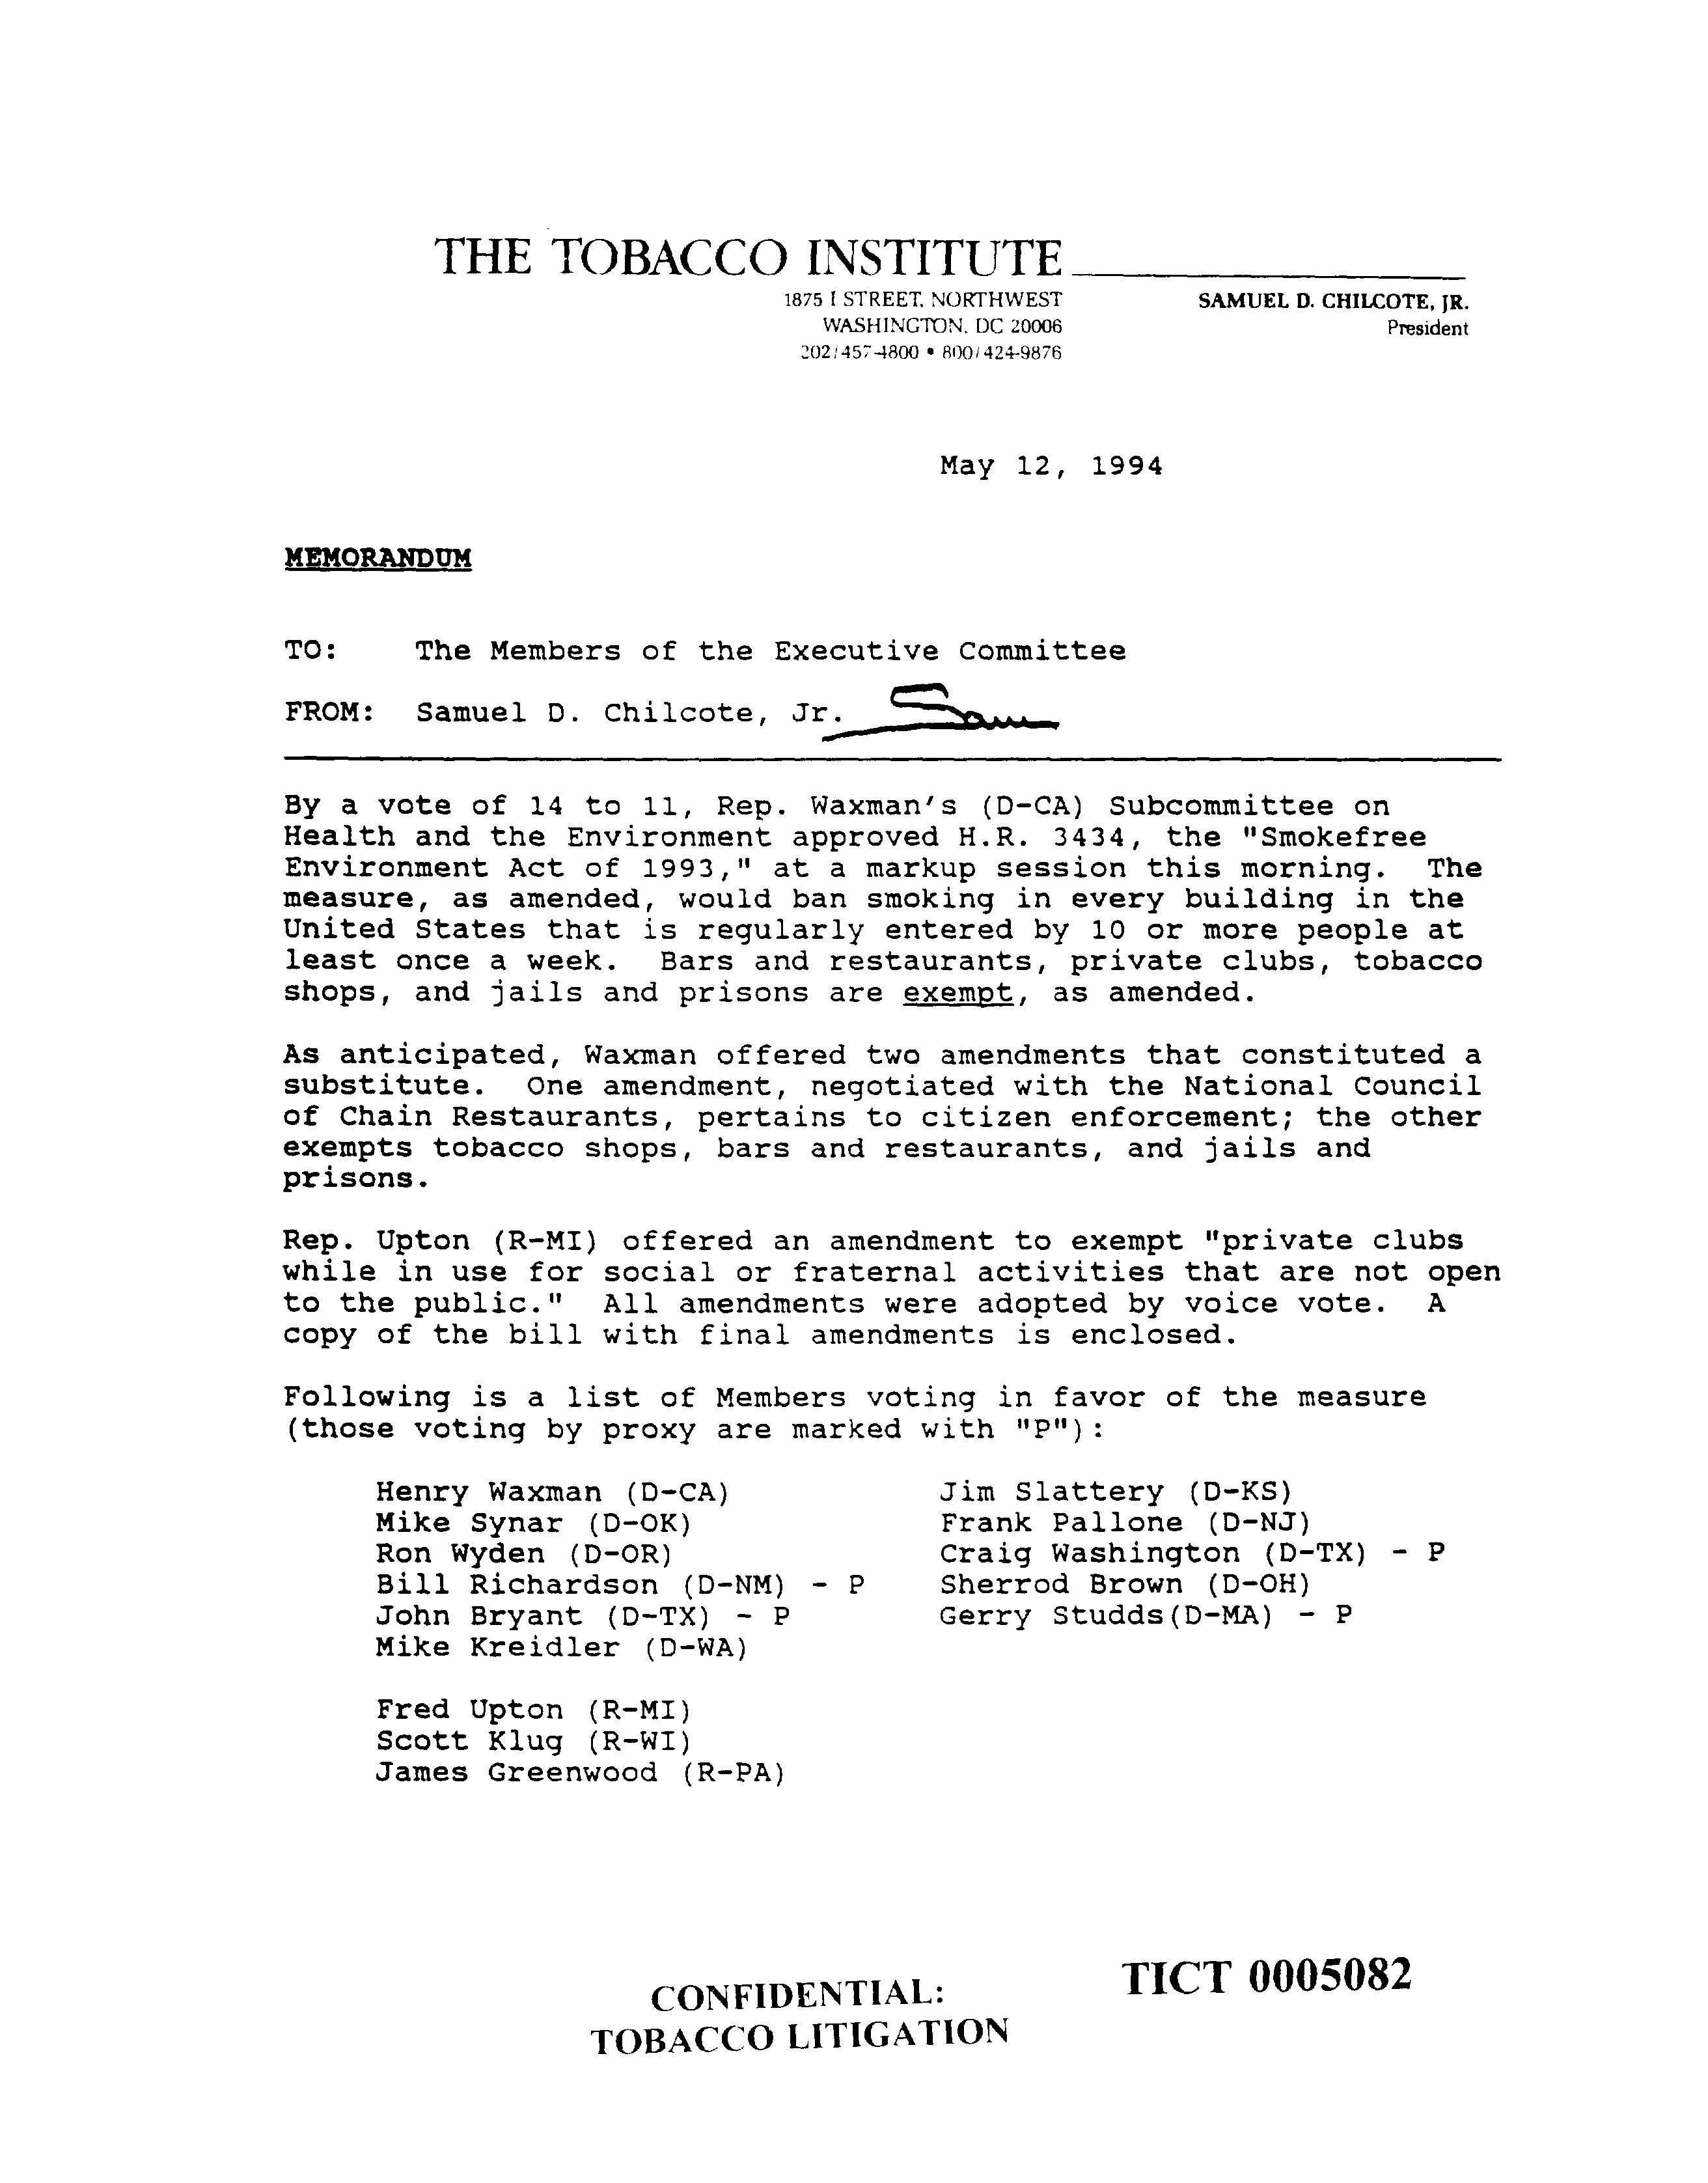 THE TOBACCO INSTITUTE
1875 I STREET, NORTHWEST
WASHINGTON, DC 20006
202/457-4800 • 800/424-9876
SAMUEL D. CHILCOTE, JR.
President
May 12, 1994
MEMORANDUM
TO: The Members of the Executive Committee
FROM: Samuel D. Chilcote, Jr. Sam
By a vote of 14 to 11, Rep. Waxman's (D-CA) Subcommittee on
Health and the Environment approved H.R. 3434, the "Smokefree
Environment Act of 1993," at a markup session this morning. The
measure, as amended, would ban smoking in every building in the
United States that is regularly entered by 10 or more people at
least once a week. Bars and restaurants, private clubs, tobacco
shops, and jails and prisons are exempt, as amended.
As anticipated, Waxman offered two amendments that constituted a
substitute. One amendment, negotiated with the National Council
of Chain Restaurants, pertains to citizen enforcement; the other
exempts tobacco shops, bars and restaurants, and jails and
prisons.
Rep. Upton (R-MI) offered an amendment to exempt "private clubs
while in use for social or fraternal activities that are not open
to the public." All amendments were adopted by voice vote. A
copy of the bill with final amendments is enclosed.
Following is a list of Members voting in favor of the measure
(those voting by proxy are marked with "P"):
Henry Waxman (D-CA) Jim Slattery (D-KS)
Mike Synar (D-OK) Frank Pallone (D-NJ)
Ron Wyden (D-OR) Craig Washington (D-TX) - P
Bill Richardson (D-NM) - P Sherrod Brown (D-OH)
John Bryant (D-TX) - P Gerry Studds(D-MA) - P
Mike Kreidler (D-WA)
Fred Upton (R-MI)
Scott Klug (R-WI)
James Greenwood (R-PA)
CONFIDENTIAL:
TOBACCO LITIGATION
TICT 0005082